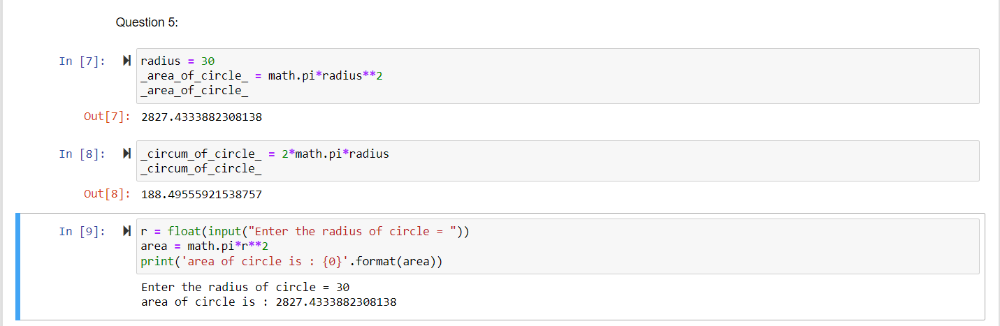 Question 5:
In [7]:
radius = 30
_area_of_circle_ = math.pi*radius**2
_area_of_circle_
Out[7]: 2827.4333882308138
In [8]:
_circum_of_circle_ = 2*math.pi*radius
_circum_of_circle_
Out[8]: 188.49555921538757
In [9]:
r = float(input("Enter the radius of circle = "))
area = math.pi*r**2
print('area of circle is : {0}'.format(area))
Enter the radius of circle = 30
area of circle is : 2827.4333882308138